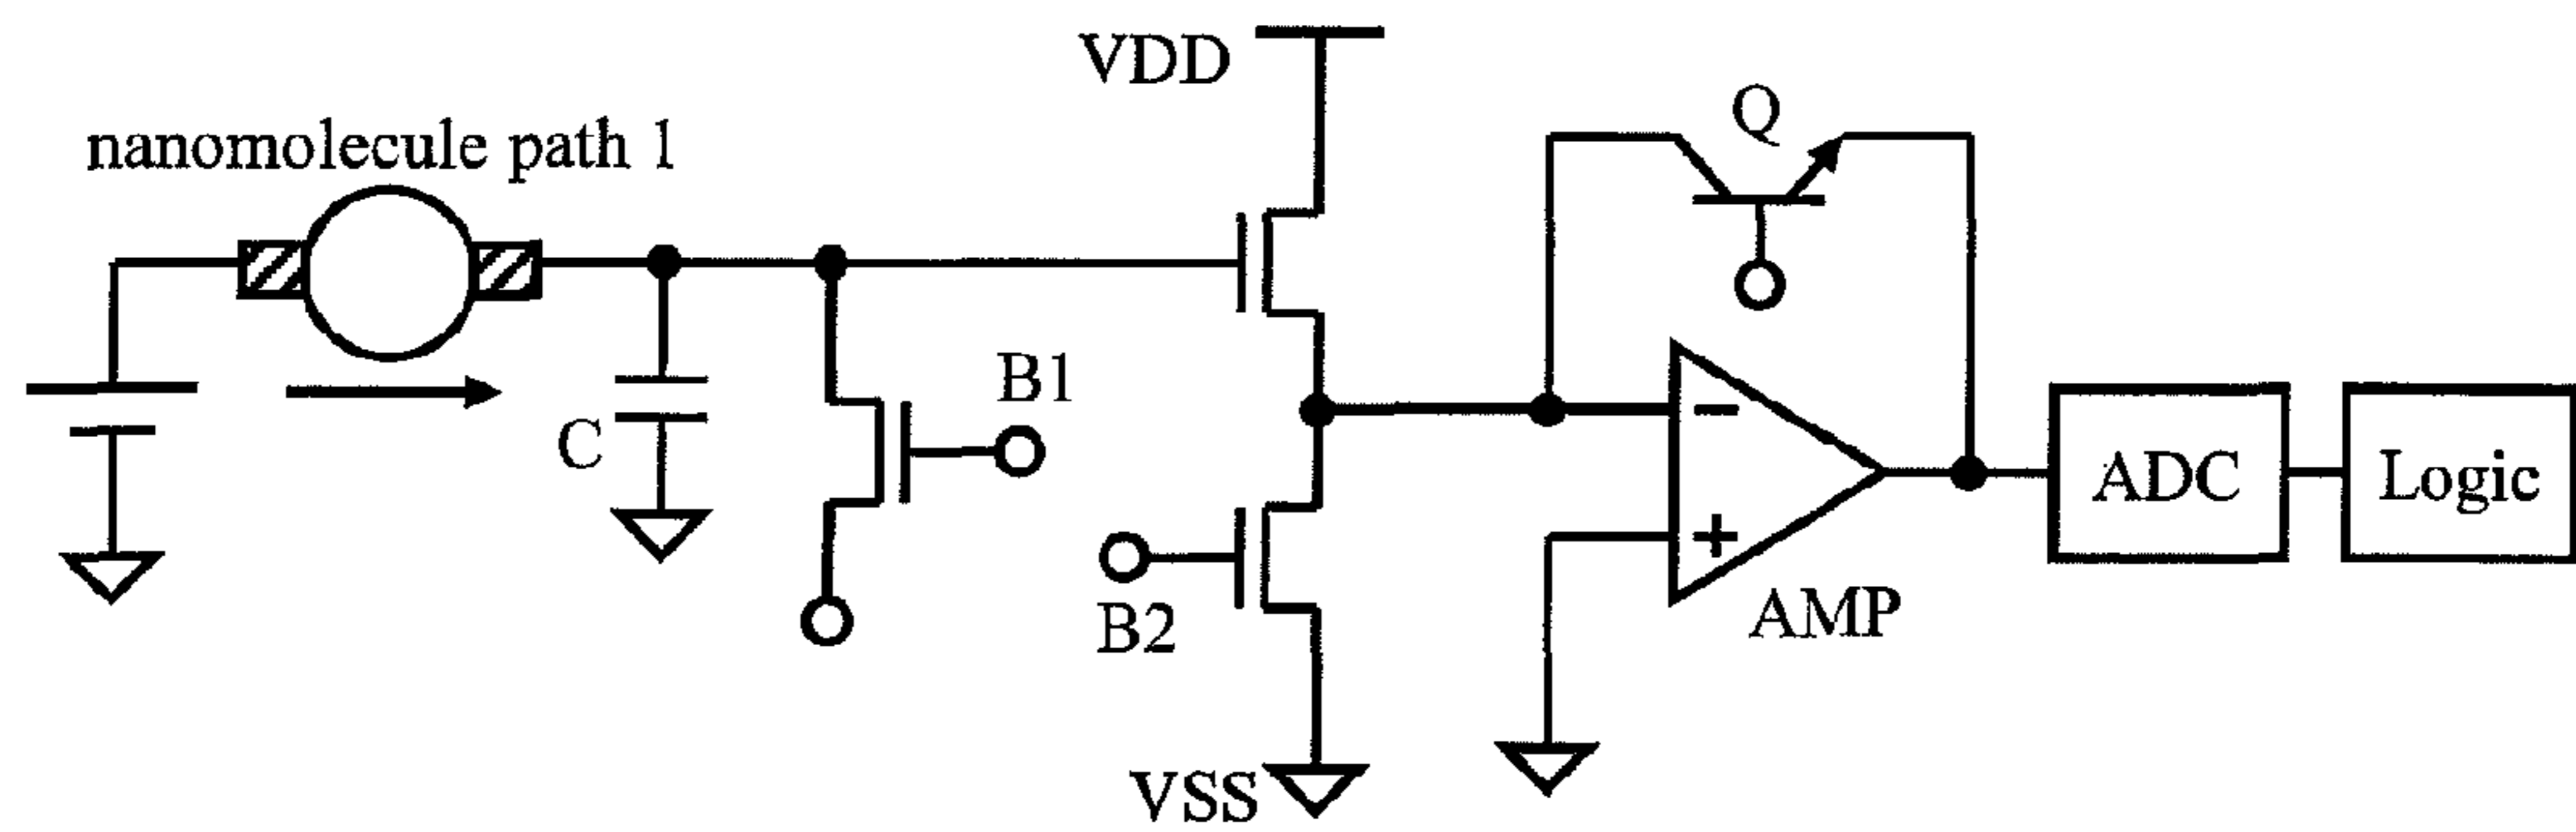 VDD
Q
nanomolecule path 1
B1
C
−
ADC
Logic
+
B2
AMP
VSS